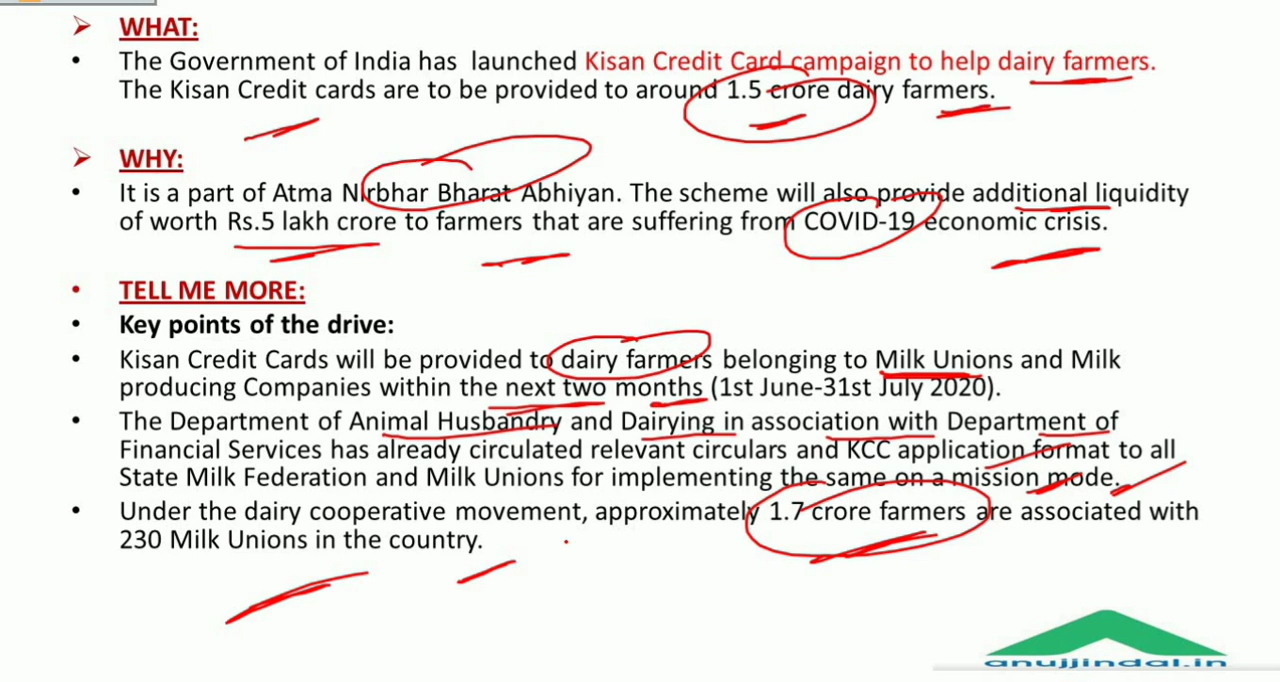 WHAT:
The Government of India has launched Kisan Credit Card campaign to help dairy farmers.
The Kisan Credit cards are to be provided to around 1.5 crore dairy farmers.
WHY:
It is a part of Atma Nirbhar Bharat Abhiyan. The scheme will also provide additional liquidity
of worth Rs.5 lakh crore to farmers that are suffering from COVID-19 economic crisis.
TELL ME MORE:
Key points of the drive:
Kisan Credit Cards will be provided to dairy farmers belonging to Milk Unions and Milk
producing Companies within the next two months (1st June-31st July 2020).
The Department of Animal Husbandry and Dairying in association with Department of
Financial Services has already circulated relevant circulars and KCC application format to all
State Milk Federation and Milk Unions for implementing the same on a mission mode.
Under the dairy cooperative movement, approximately 1.7 crore farmers are associated with
230 Milk Unions in the country.
anujjindal.in